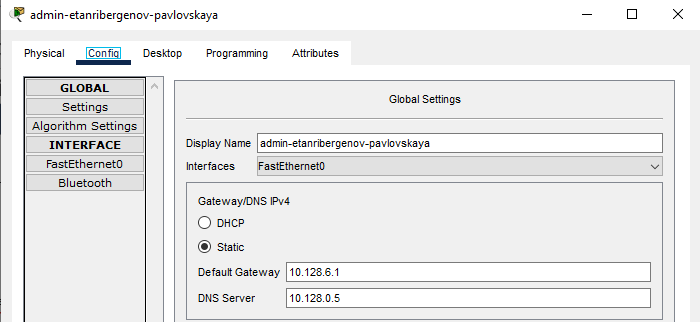 admin-etanribergenov-pavlovskaya
Physical Config Desktop Programming Attributes
GLOBAL
Settings
Algorithm Settings
INTERFACE
FastEthernet0
Bluetooth
Global Settings
Display Name admin-etanribergenov-pavlovskaya
Interfaces FastEthernet0
Gateway/DNS IPv4
DHCP
Static
Default Gateway 10.128.6.1
DNS Server 10.128.0.5